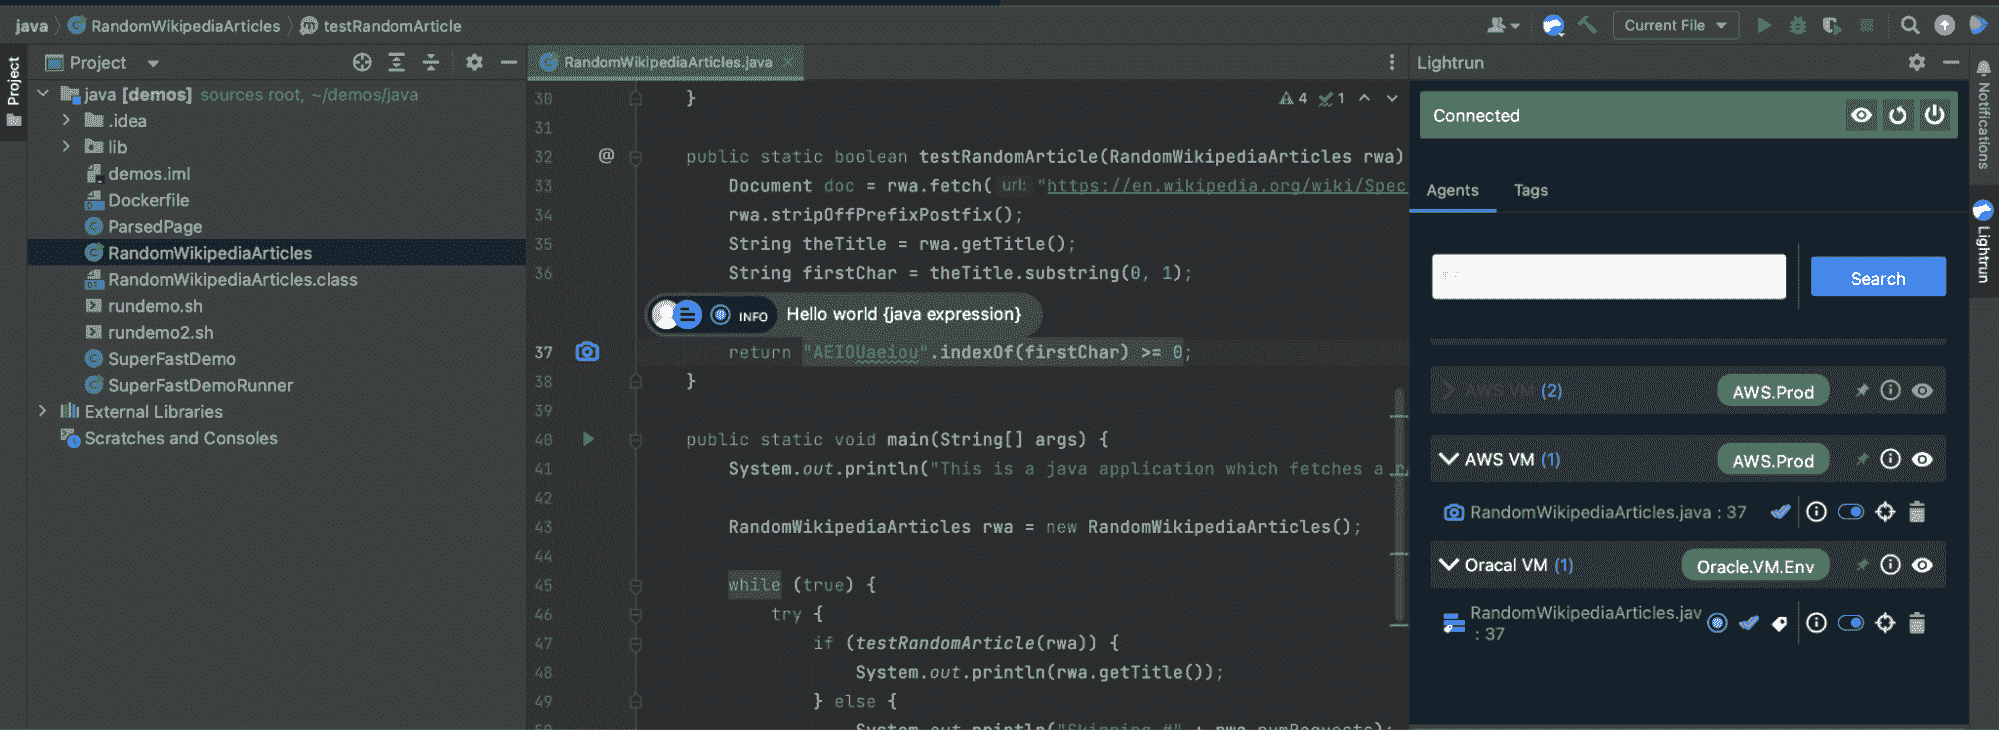 java
RandomWikipediaArticles
testRandomArticle
Current File
Project
Project
java [demos] sources root, ~/demos/java
.idea
lib
demos.iml
Dockerfile
ParsedPage
RandomWikipediaArticles
RandomWikipediaArticles.class
rundemo.sh
rundemo2.sh
SuperFastDemo
SuperFastDemoRunner
External Libraries
Scratches and Consoles
RandomWikipediaArticles.java
4 1
30 }
31
32 @ public static boolean testRandomArticle(RandomWikipediaArticles rwa)
33 Document doc = rwa.fetch( url: "https://en.wikipedia.org/wiki/Spec
34 rwa.stripOffPrefixPostfix();
35 String theTitle = rwa.getTitle();
36 String firstChar = theTitle.substring(0, 1);
INFO Hello world {java expression}
37 return "AEIOUaeiou".indexOf(firstChar) >= 0;
38 }
39
40 public static void main(String[] args) {
41 System.out.println("This is a java application which fetches a
42
43 RandomWikipediaArticles rwa = new RandomWikipediaArticles();
44
45 while (true) {
46 try {
47 if (testRandomArticle(rwa)) {
48 System.out.println(rwa.getTitle());
49 } else {
System.out.println("Skipping #" + rwa.numRequests);
Lightrun
Connected
Agents
Tags
Search
AWS VM (2)
AWS.Prod
AWS VM (1)
AWS.Prod
RandomWikipediaArticles.java : 37
Oracal VM (1)
Oracle.VM.Env
RandomWikipediaArticles.jav
: 37
Notifications
Lightrun